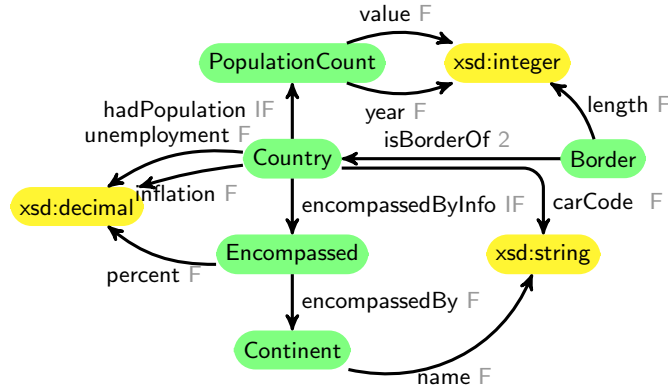 value F
PopulationCount
xsd:integer
hadPopulation IF
year F
length F
unemployment F
isBorderOf 2
Country
Border
inflation F
xsd:decimal
encompassedByInfo IF
carCode F
percent F
Encompassed
xsd:string
encompassedBy F
Continent
name F